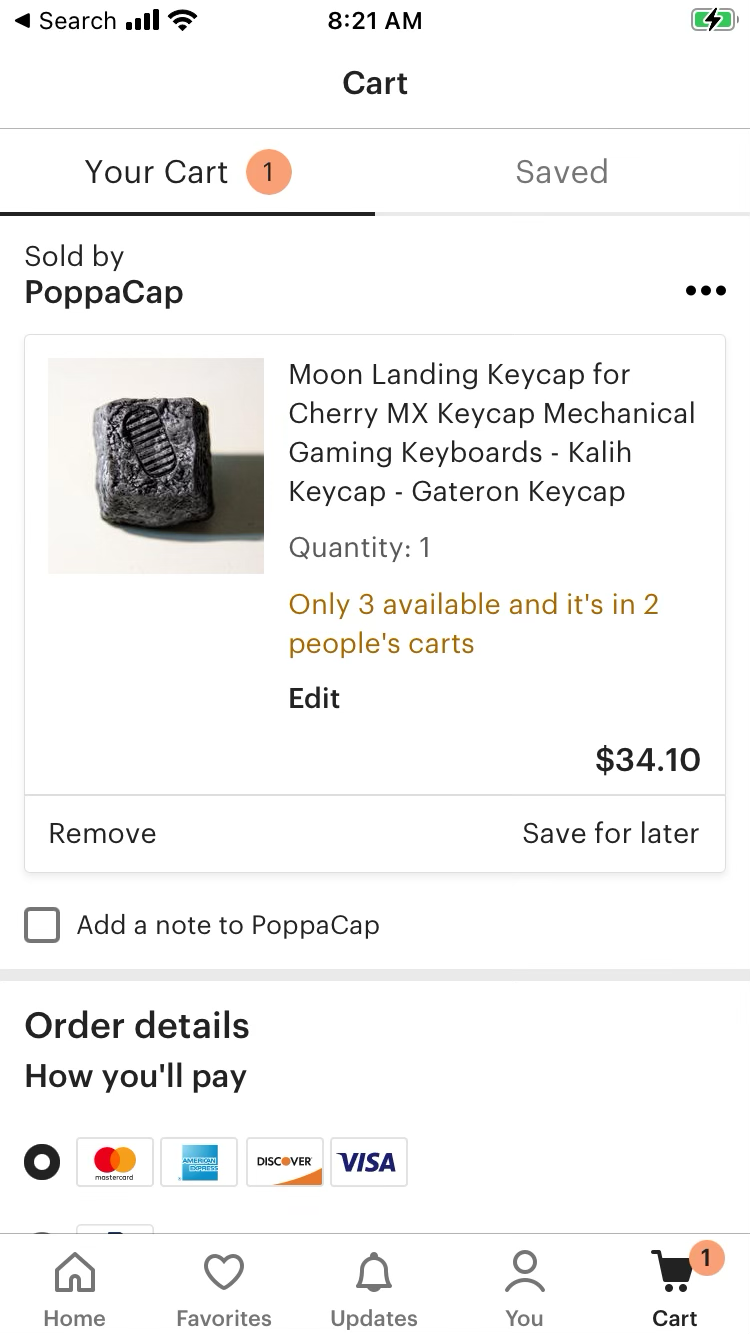 Search
8:21 AM
Cart
Your Cart 1
Saved
Sold by
PoppaCap
Moon Landing Keycap for
Cherry MX Keycap Mechanical
Gaming Keyboards - Kalih
Keycap - Gateron Keycap
Quantity: 1
Only 3 available and it's in 2
people's carts
Edit
$34.10
Remove
Save for later
Add a note to PoppaCap
Order details
How you'll pay
mastercard
AMERICAN
EXPRESS
DISCOVER
VISA
1
Home
Favorites
Updates
You
Cart